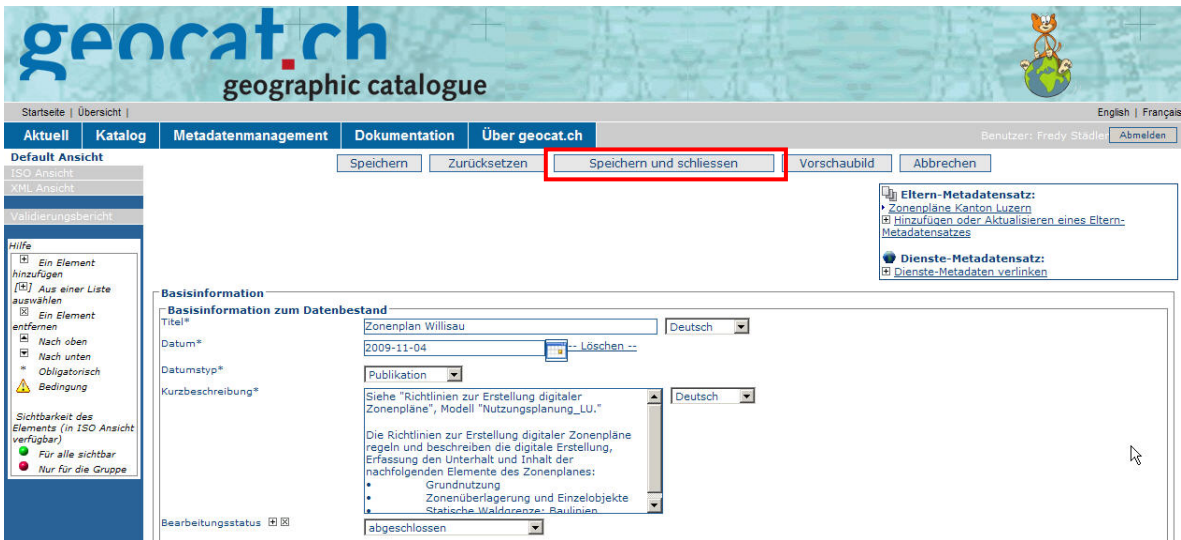 geocat.ch
geographic catalogue
Startseite | Übersicht |
English | Français
Aktuell
Katalog
Metadatenmanagement
Dokumentation
Über geocat.ch
Benutzer: Fredy Städler
Abmelden
Default Ansicht
ISO Ansicht
XML Ansicht
Validierungsbericht
Speichern
Zurücksetzen
Speichern und schliessen
Vorschaubild
Abbrechen
Eltern-Metadatensatz:
Zonenpläne Kanton Luzern
Hinzufügen oder Aktualisieren eines Eltern-
Metadatensatzes
Dienste-Metadatensatz:
Dienste-Metadaten verlinken
Hilfe
Ein Element
hinzufügen
Aus einer Liste
auswählen
Ein Element
entfernen
Nach oben
Nach unten
* Obligatorisch
Bedingung
Sichtbarkeit des
Elements (in ISO Ansicht
verfügbar)
Für alle sichtbar
Nur für die Gruppe
Basisinformation
Basisinformation zum Datenbestand
Titel*
Zonenplan Willisau
Deutsch
Datum*
2009-11-04
-- Löschen --
Datumstyp*
Publikation
Kurzbeschreibung*
Siehe "Richtlinien zur Erstellung digitaler
Zonenpläne", Modell "Nutzungsplanung_LU."
Deutsch
Die Richtlinien zur Erstellung digitaler Zonenpläne
regeln und beschreiben die digitale Erstellung,
Erfassung den Unterhalt und Inhalt der
nachfolgenden Elemente des Zonenplanes:
• Grundnutzung
• Zonenüberlagerung und Einzelobjekte
• Statische Waldgrenze; Baulinien
Bearbeitungsstatus
abgeschlossen